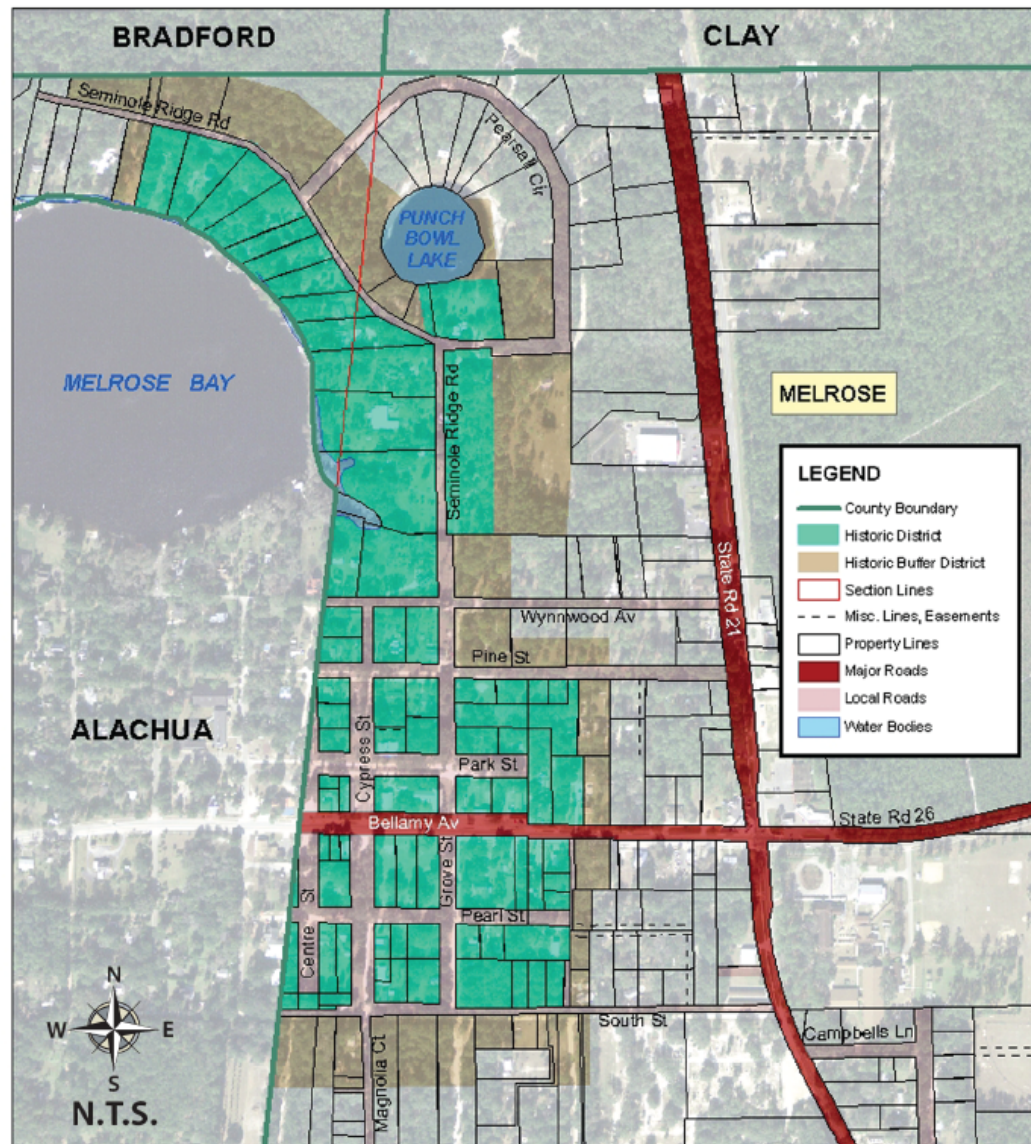 BRADFORD
CLAY
Seminole Ridge Rd
Pearsall Cir
PUNCH
BOWL
LAKE
MELROSE BAY
MELROSE
Seminole Ridge Rd
LEGEND
County Boundary
Historic District
Historic Buffer District
Section Lines
Misc. Lines, Easements
Property Lines
Major Roads
Local Roads
Water Bodies
State Rd 21
Wynnwood Av
Pine St
ALACHUA
Cypress St
Park St
Bellamy Av
State Rd 26
Grove St
Pearl St
Centre St
South St
Campbells Ln
Magnolia Ct
N
W E
S
N.T.S.